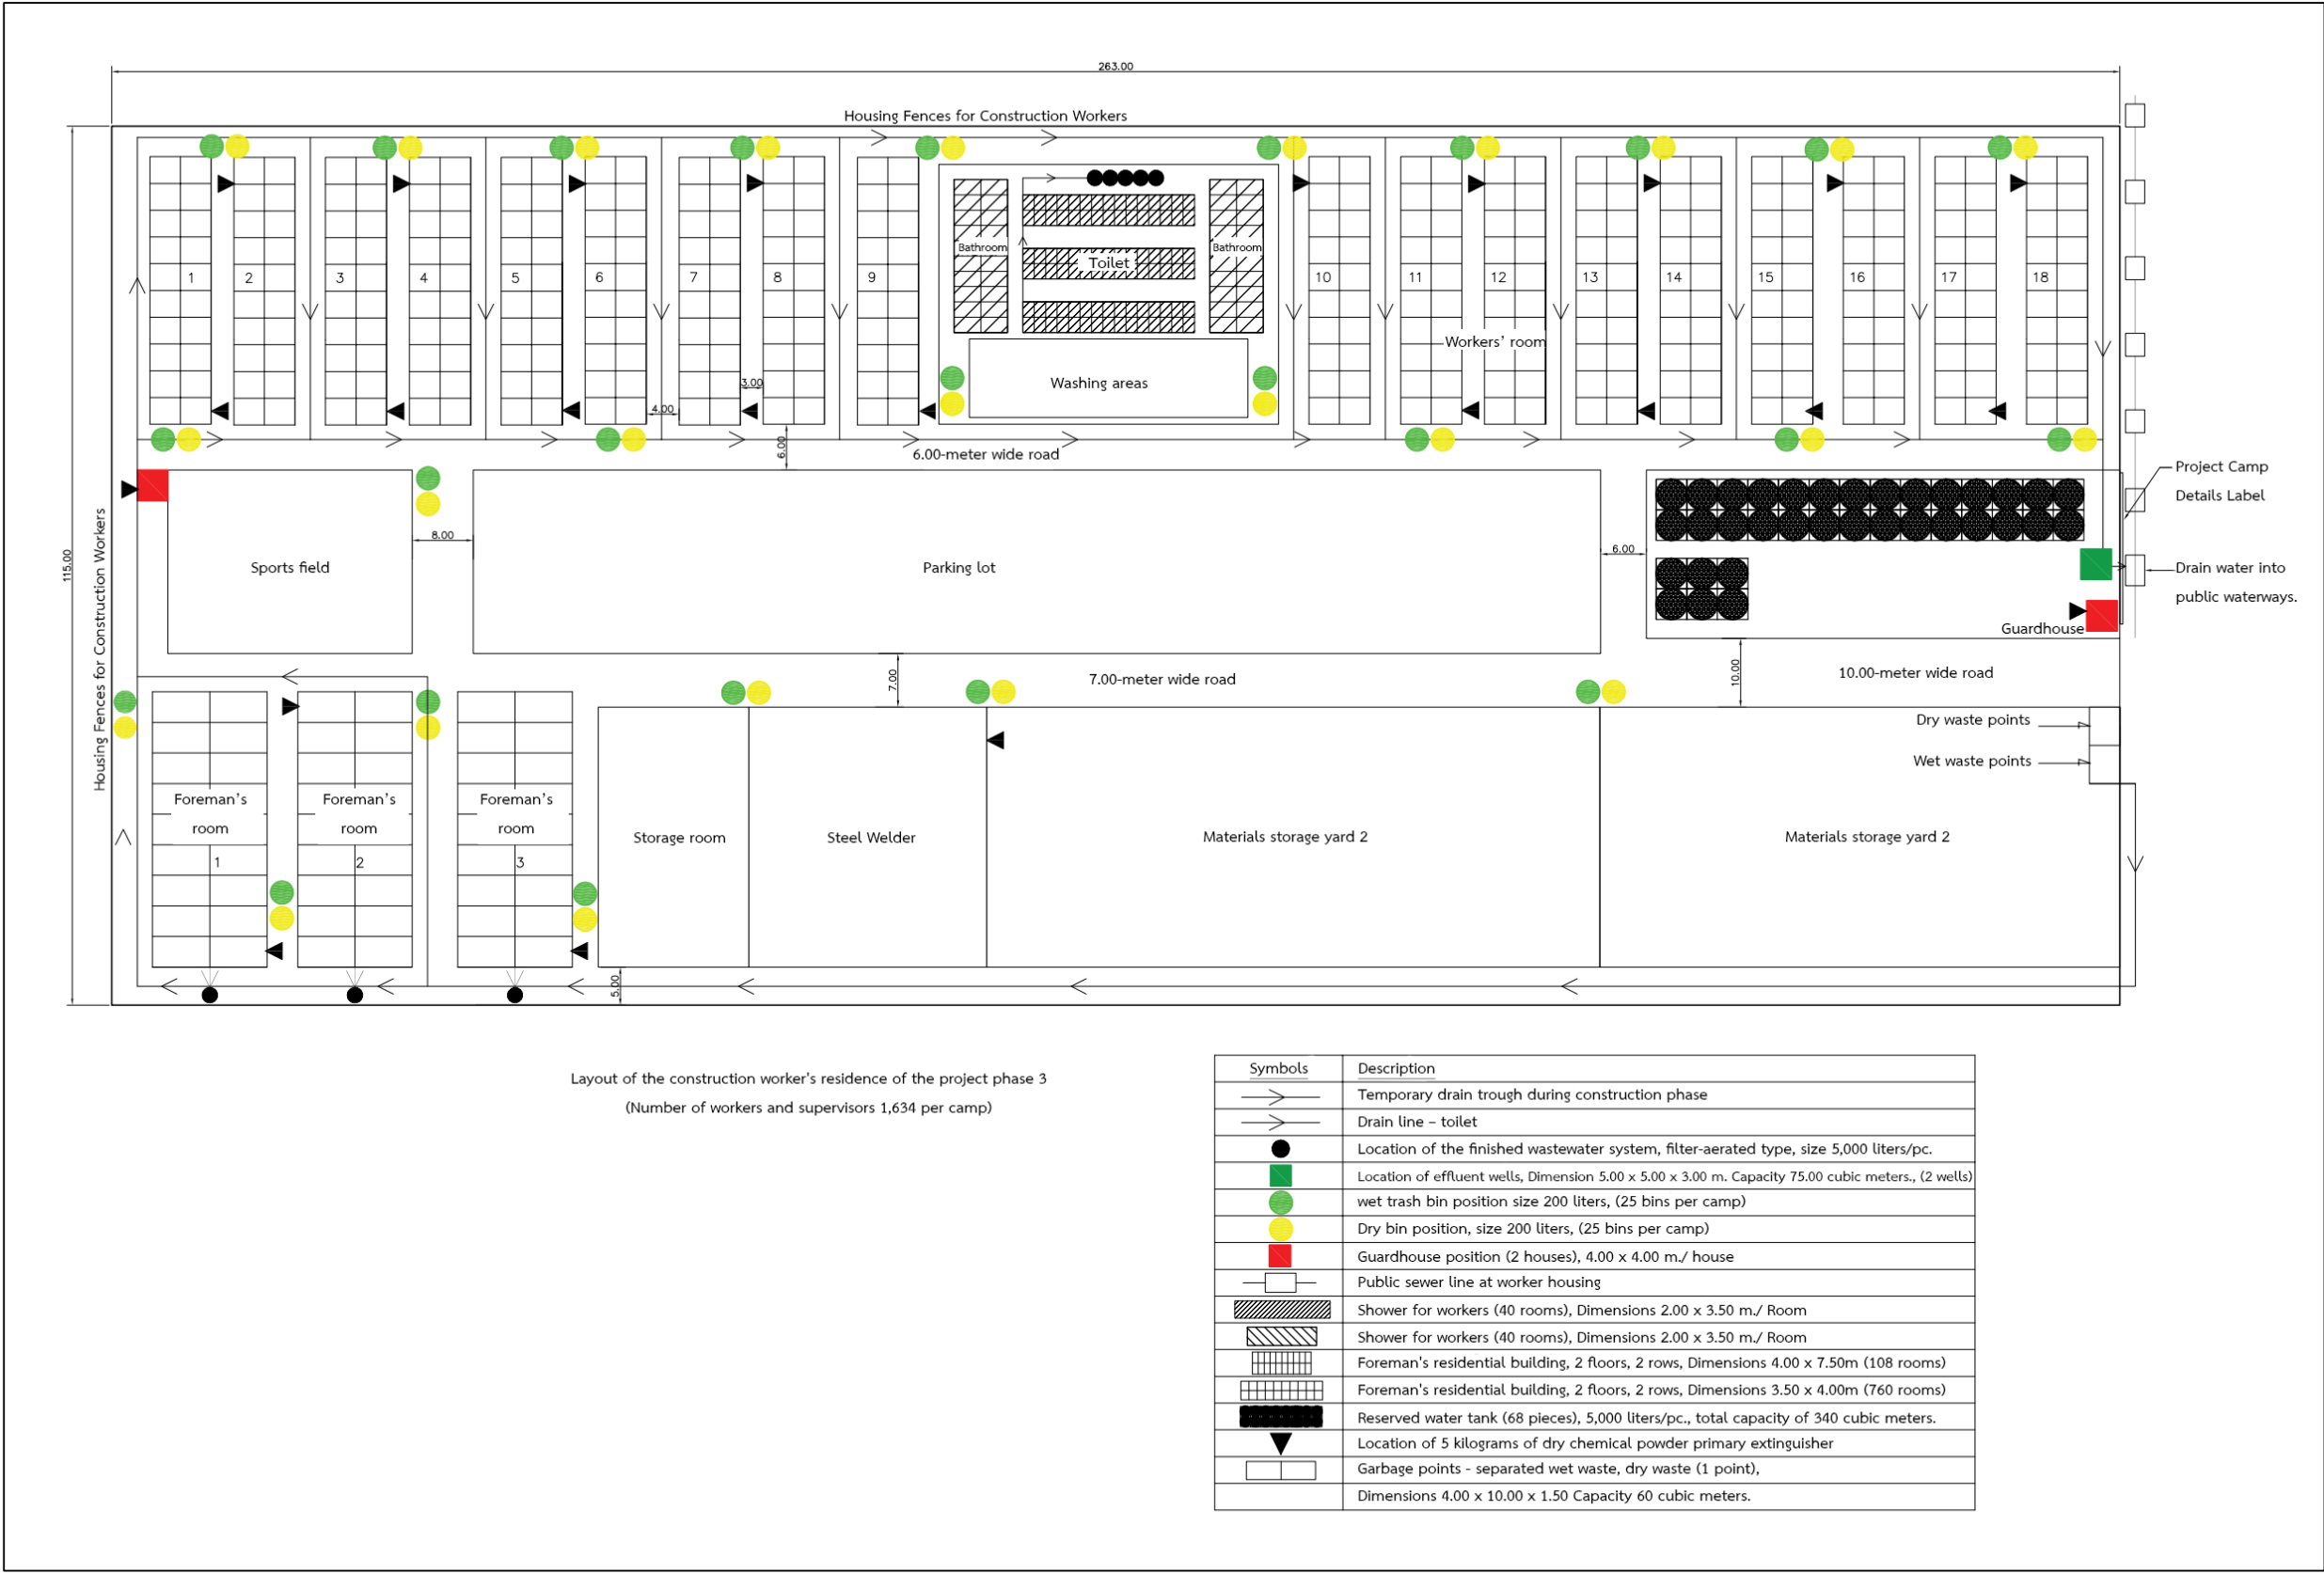 263.00
Housing Fences for Construction Workers
115.00
Housing Fences for Construction Workers
1
2
3
4
5
6
7
8
9
10
11
12
13
14
15
16
17
18
Bathroom
Toilet
Bathroom
Workers' room
Washing areas
3.00
4.00
6.00
6.00-meter wide road
Project Camp
Details Label
Sports field
8.00
Parking lot
6.00
Drain water into
public waterways.
Guardhouse
7.00
7.00-meter wide road
10.00
10.00-meter wide road
Dry waste points
Wet waste points
Foreman's
room
1
Foreman's
room
2
Foreman's
room
3
Storage room
Steel Welder
Materials storage yard 2
Materials storage yard 2
5.00
Layout of the construction worker's residence of the project phase 3
(Number of workers and supervisors 1,634 per camp)
Symbols Description
Temporary drain trough during construction phase
Drain line – toilet
Location of the finished wastewater system, filter-aerated type, size 5,000 liters/pc.
Location of effluent wells, Dimension 5.00 x 5.00 x 3.00 m. Capacity 75.00 cubic meters., (2 wells)
wet trash bin position size 200 liters, (25 bins per camp)
Dry bin position, size 200 liters, (25 bins per camp)
Guardhouse position (2 houses), 4.00 x 4.00 m./ house
Public sewer line at worker housing
Shower for workers (40 rooms), Dimensions 2.00 x 3.50 m./ Room
Shower for workers (40 rooms), Dimensions 2.00 x 3.50 m./ Room
Foreman's residential building, 2 floors, 2 rows, Dimensions 4.00 x 7.50m (108 rooms)
Foreman's residential building, 2 floors, 2 rows, Dimensions 3.50 x 4.00m (760 rooms)
Reserved water tank (68 pieces), 5,000 liters/pc., total capacity of 340 cubic meters.
Location of 5 kilograms of dry chemical powder primary extinguisher
Garbage points - separated wet waste, dry waste (1 point),
Dimensions 4.00 x 10.00 x 1.50 Capacity 60 cubic meters.